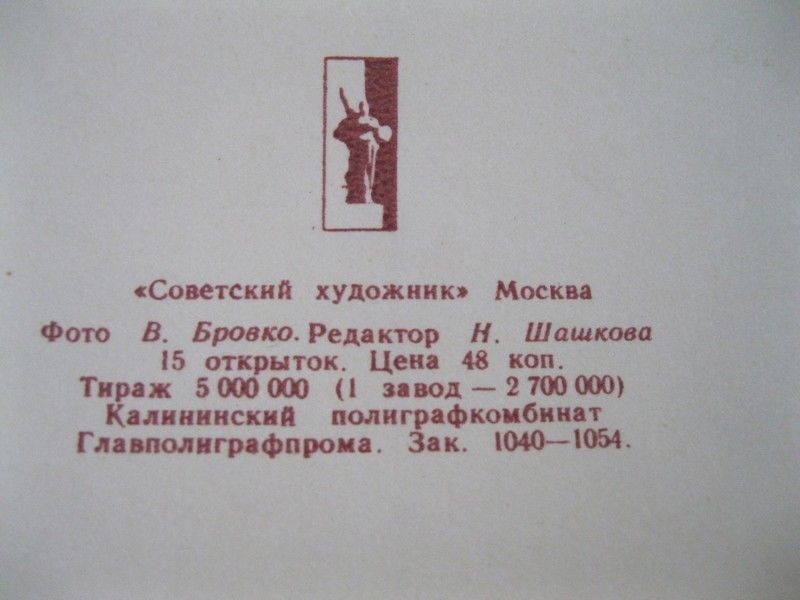 «Советский художник» Москва
Фото В. Бровко. Редактор Н. Шашкова
15 открыток. Цена 48 коп.
Тираж 5 000 000 (1 завод — 2 700 000)
Калининский полиграфкомбинат
Главполиграфпрома. Зак. 1040—1054.